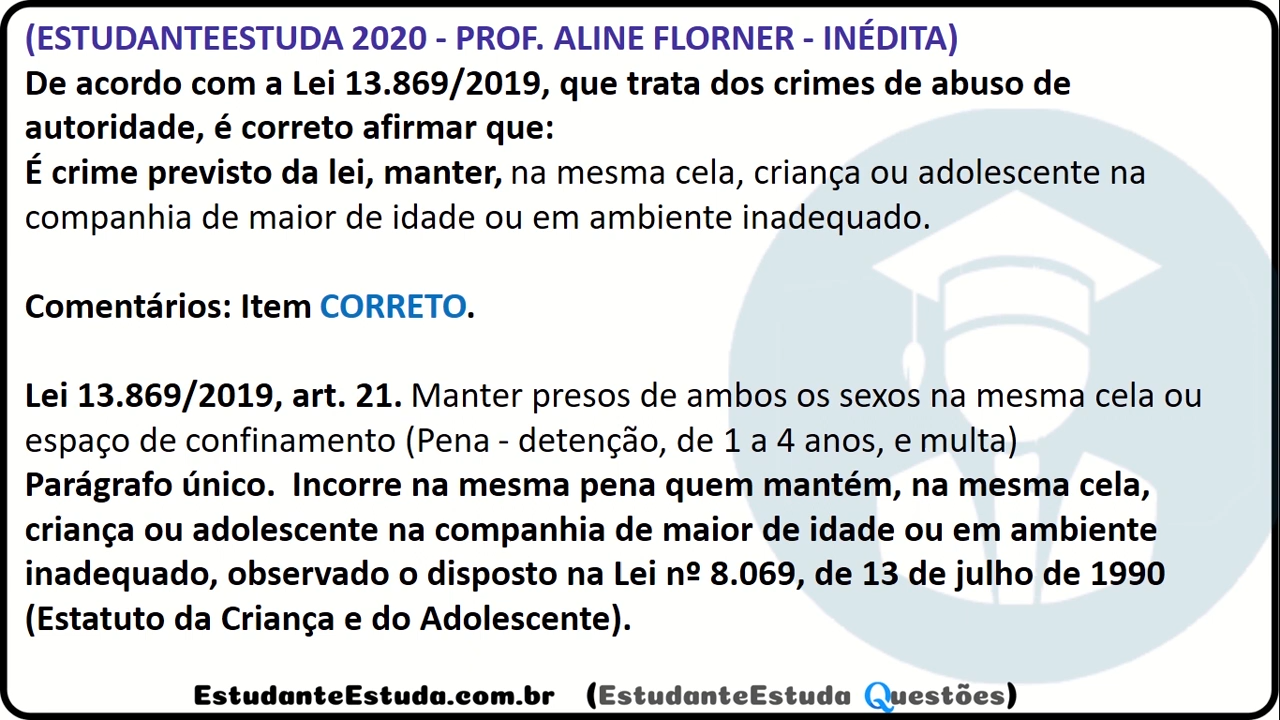 (ESTUDANTEESTUDA 2020 - PROF. ALINE FLORNER - INÉDITA)
De acordo com a Lei 13.869/2019, que trata dos crimes de abuso de
autoridade, é correto afirmar que:
É crime previsto da lei, manter, na mesma cela, criança ou adolescente na
companhia de maior de idade ou em ambiente inadequado.
Comentários: Item CORRETO.
Lei 13.869/2019, art. 21. Manter presos de ambos os sexos na mesma cela ou
espaço de confinamento (Pena - detenção, de 1 a 4 anos, e multa)
Parágrafo único.  Incorre na mesma pena quem mantém, na mesma cela,
criança ou adolescente na companhia de maior de idade ou em ambiente
inadequado, observado o disposto na Lei nº 8.069, de 13 de julho de 1990
(Estatuto da Criança e do Adolescente).
EstudanteEstuda.com.br (EstudanteEstuda Questões)